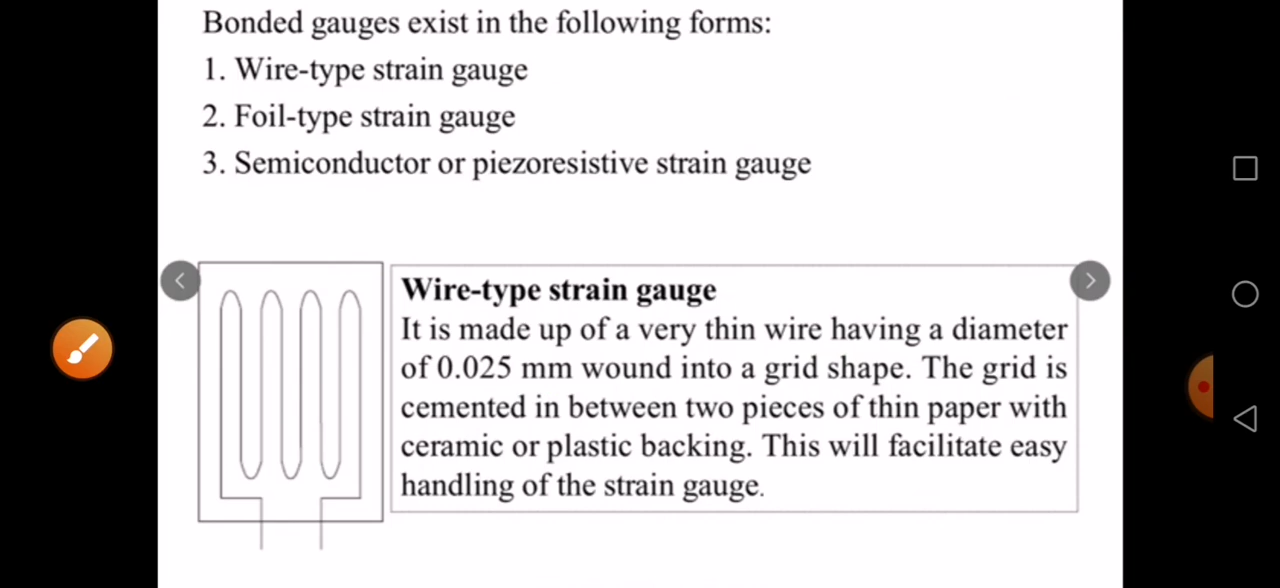 Bonded gauges exist in the following forms:
1. Wire-type strain gauge
2. Foil-type strain gauge
3. Semiconductor or piezoresistive strain gauge
Wire-type strain gauge
It is made up of a very thin wire having a diameter
of 0.025 mm wound into a grid shape. The grid is
cemented in between two pieces of thin paper with
ceramic or plastic backing. This will facilitate easy
handling of the strain gauge.